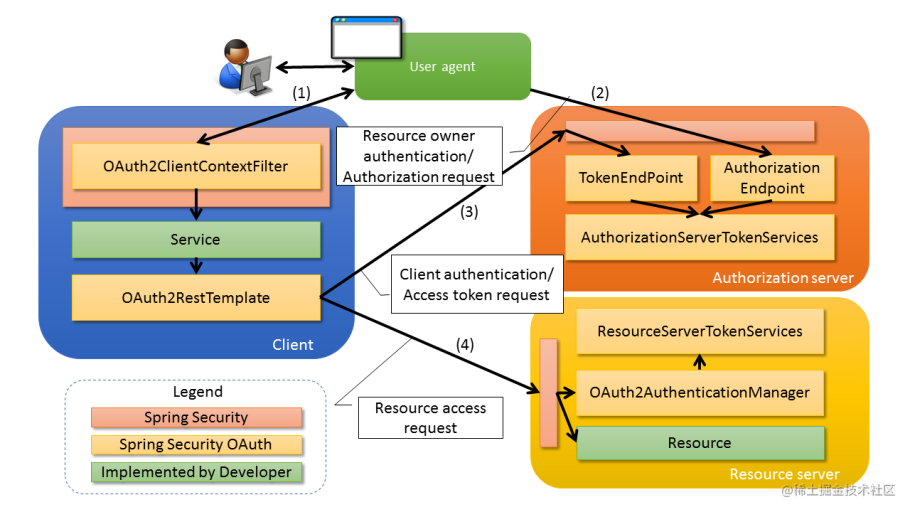 User agent
(1)
(2)
Resource owner
authentication/
Authorization request
OAuth2ClientContextFilter
Service
OAuth2RestTemplate
Client
(3)
TokenEndPoint
Authorization
Endpoint
AuthorizationServerTokenServices
Authorization server
Client authentication/
Access token request
(4)
ResourceServerTokenServices
OAuth2AuthenticationManager
Resource
Resource server
Resource access
request
Legend
Spring Security
Spring Security OAuth
Implemented by Developer
@稀土掘金技术社区